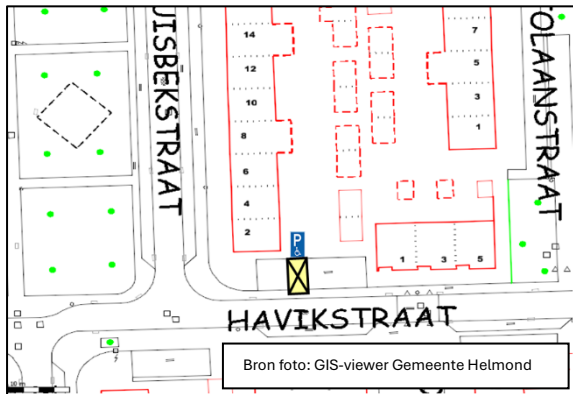 UISBEKSTRAAT
14
12
10
8
6
4
2
P
7
5
3
1
TOLAANSTRAAT
1 3 5
HAVIKSTRAAT
Bron foto: GIS-viewer Gemeente Helmond